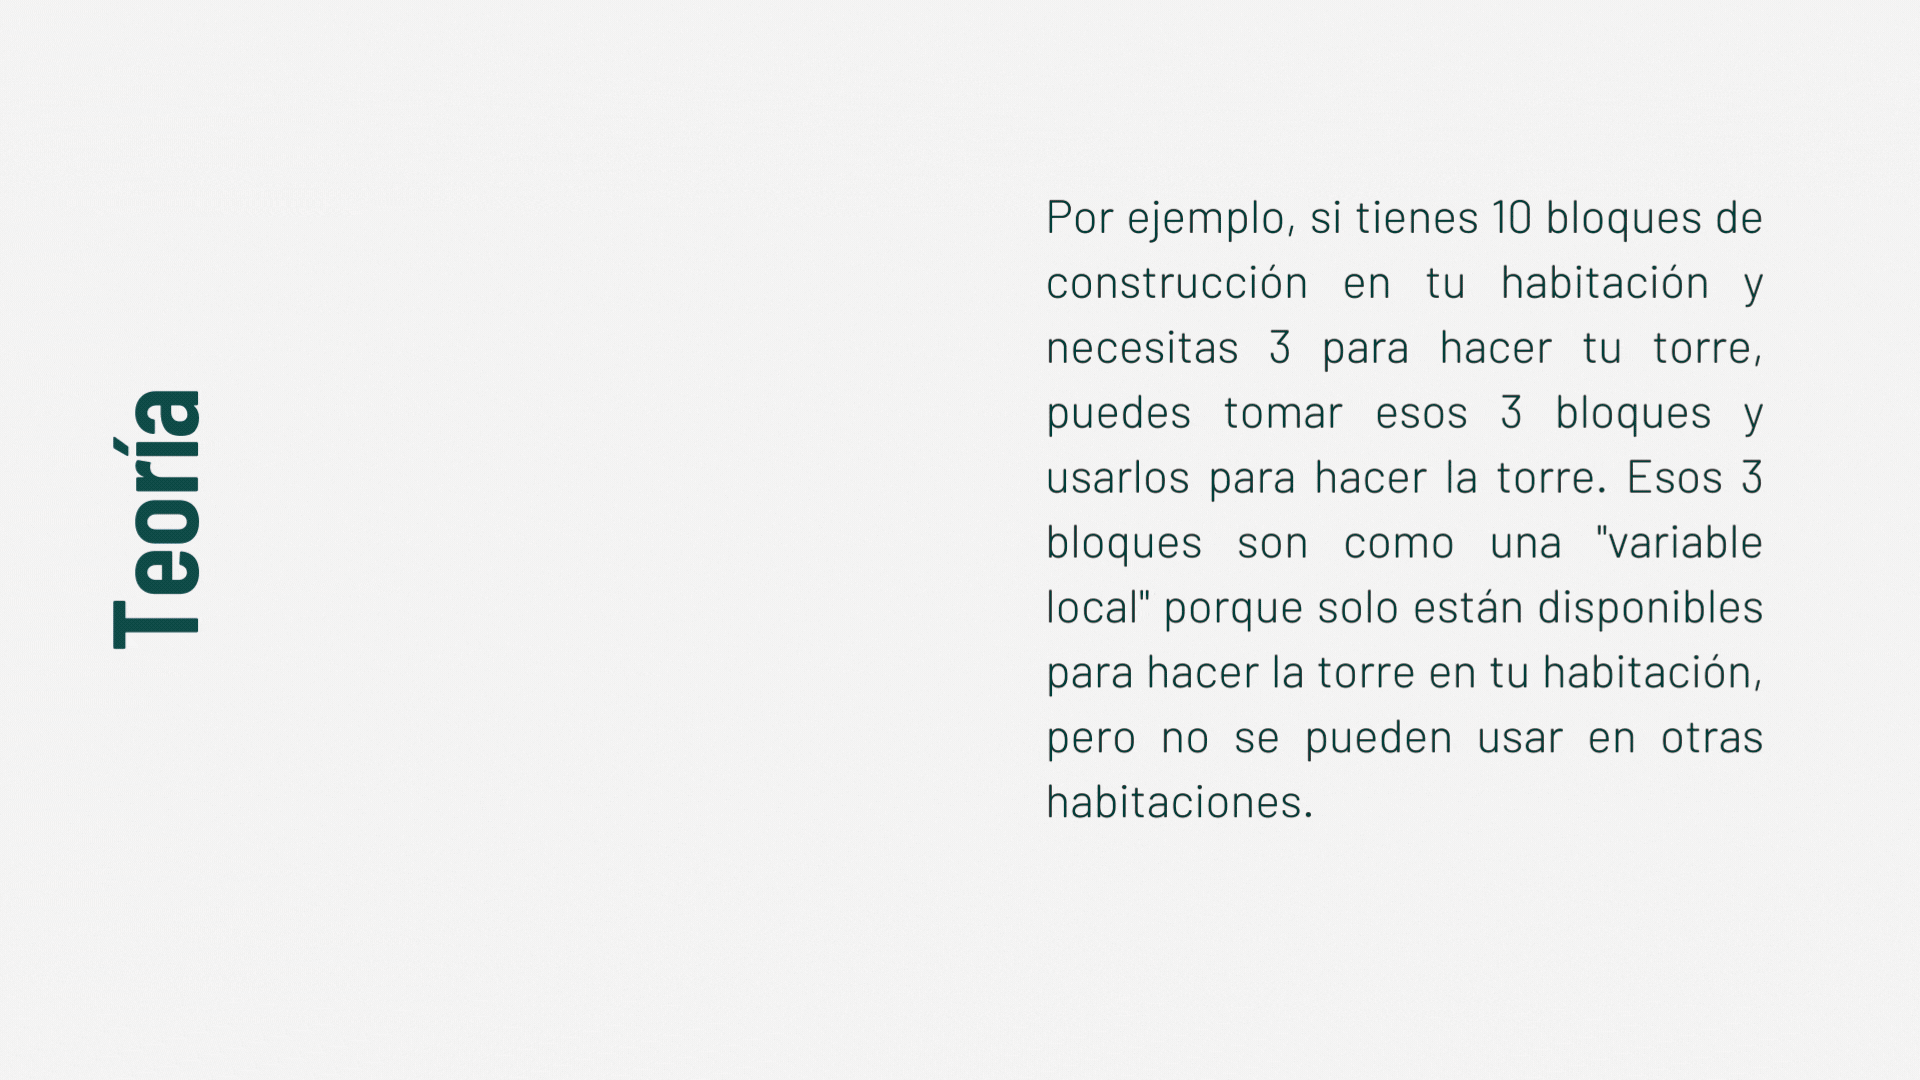 Teoría
Por ejemplo, si tienes 10 bloques de
construcción en tu habitación y
necesitas 3 para hacer tu torre,
puedes tomar esos 3 bloques y
usarlos para hacer la torre. Esos 3
bloques son como una "variable
local" porque solo están disponibles
para hacer la torre en tu habitación,
pero no se pueden usar en otras
habitaciones.